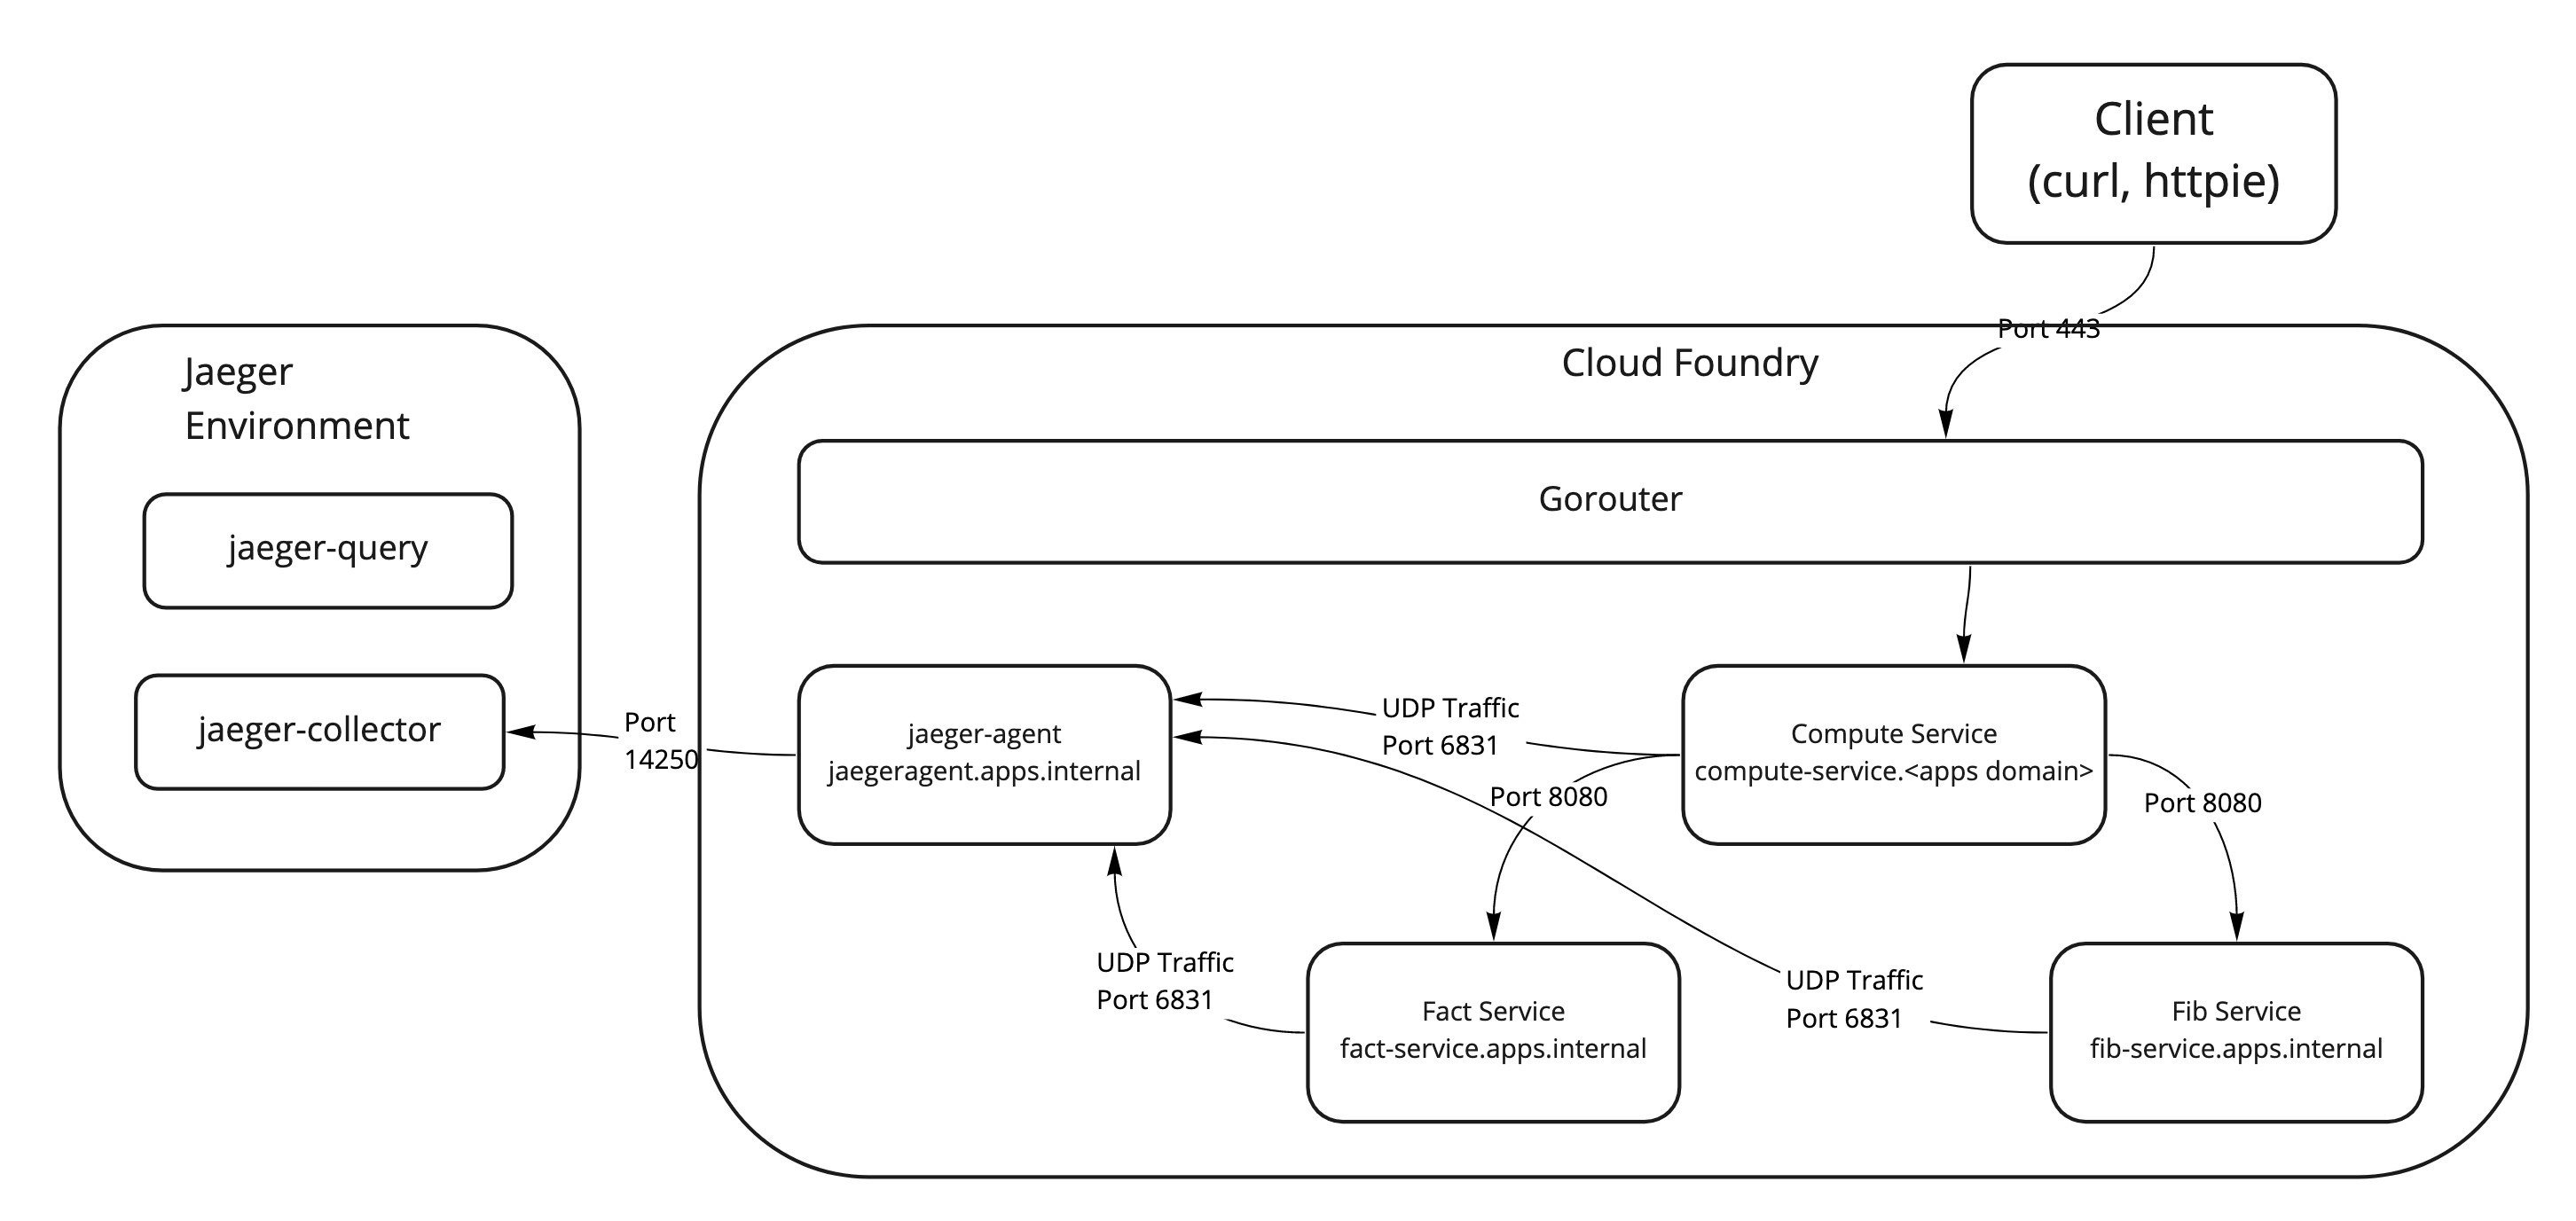 Client
(curl, httpie)
Port 443
Cloud Foundry
Jaeger
Environment
Gorouter
jaeger-query
jaeger-collector
Port
14250
jaeger-agent
jaegeragent.apps.internal
UDP Traffic
Port 6831
Compute Service
compute-service.<apps domain>
Port 8080
Port 8080
UDP Traffic
Port 6831
Fact Service
fact-service.apps.internal
UDP Traffic
Port 6831
Fib Service
fib-service.apps.internal